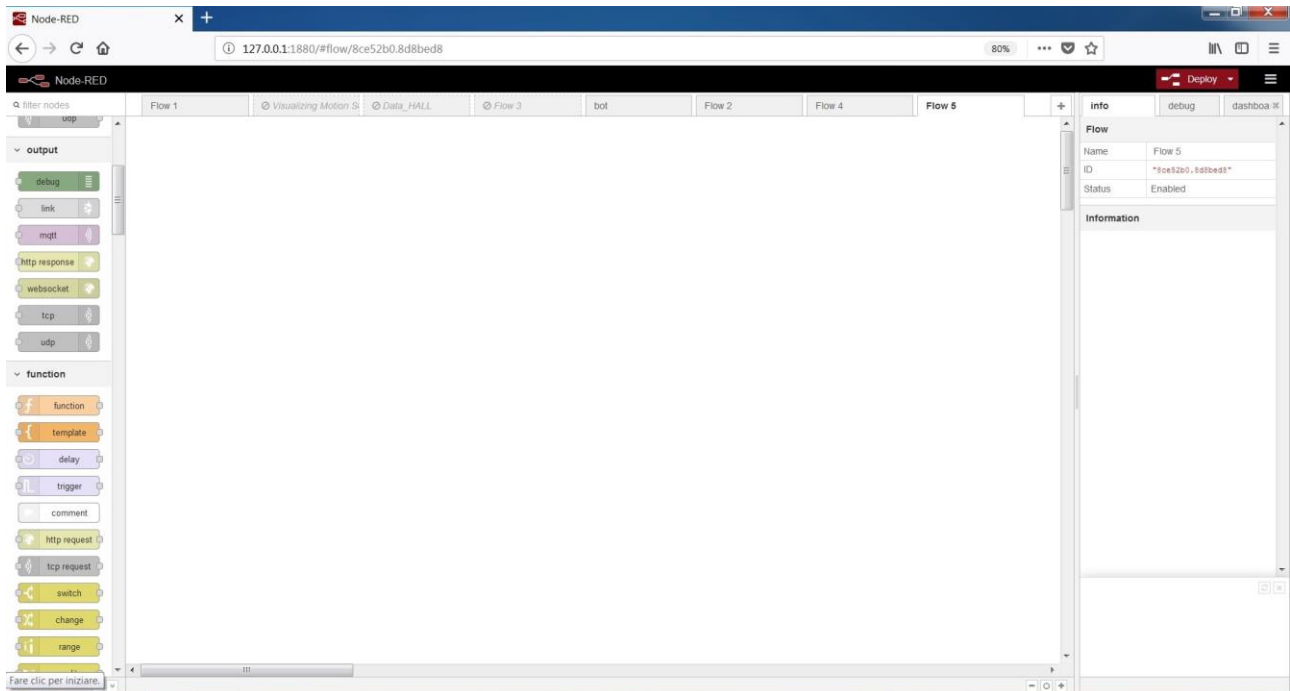 Node-RED
127.0.0.1:1880/#flow/8ce52b0.8d8bed8
80%
Node-RED
Deploy
filter nodes
Flow 1
Visualizing Motion S
Data_HALL
Flow 3
bot
Flow 2
Flow 4
Flow 5
info
debug
dashboa
udp
output
debug
link
mqtt
http response
websocket
tcp
udp
function
function
template
delay
trigger
comment
http request
tcp request
switch
change
range
Flow
Name Flow 5
ID "8ce52b0.8d8bed8"
Status Enabled
Information
Fare clic per iniziare.